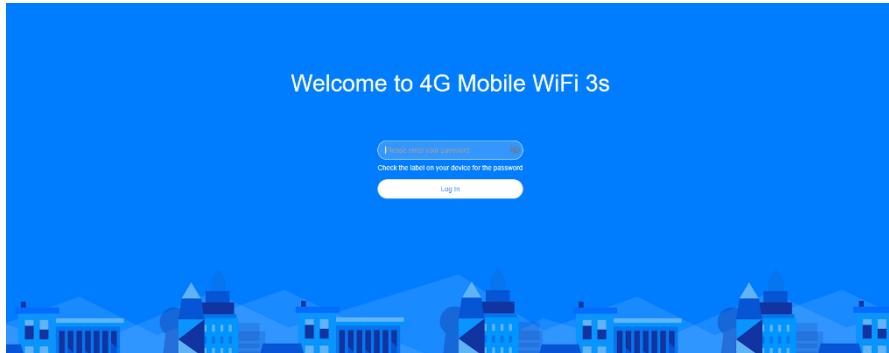 Welcome to 4G Mobile WiFi 3s
Please enter your password
Check the label on your device for the password
Log In